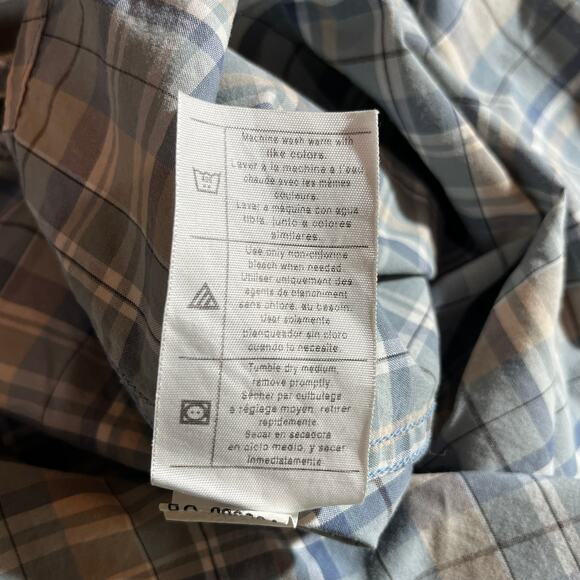 Machine wash warm with
like colors.
Laver à la machine à l'eau
chaude avec les mêmes
couleurs.
Lavar a máquina con agua
tibia, junto a colores
similares.
Use only non-chlorine
bleach when needed
Utiliser uniquement des
agents de blanchiment
sans chlore, au besoin.
Usar solamente
blanqueador sin cloro
cuando lo necesite.
Tumble dry medium,
remove promptly.
Sécher par culbutage
à réglage moyen, retirer
rapidement.
Secar en secadora
en ciclo medio, y sacar
inmediatamente